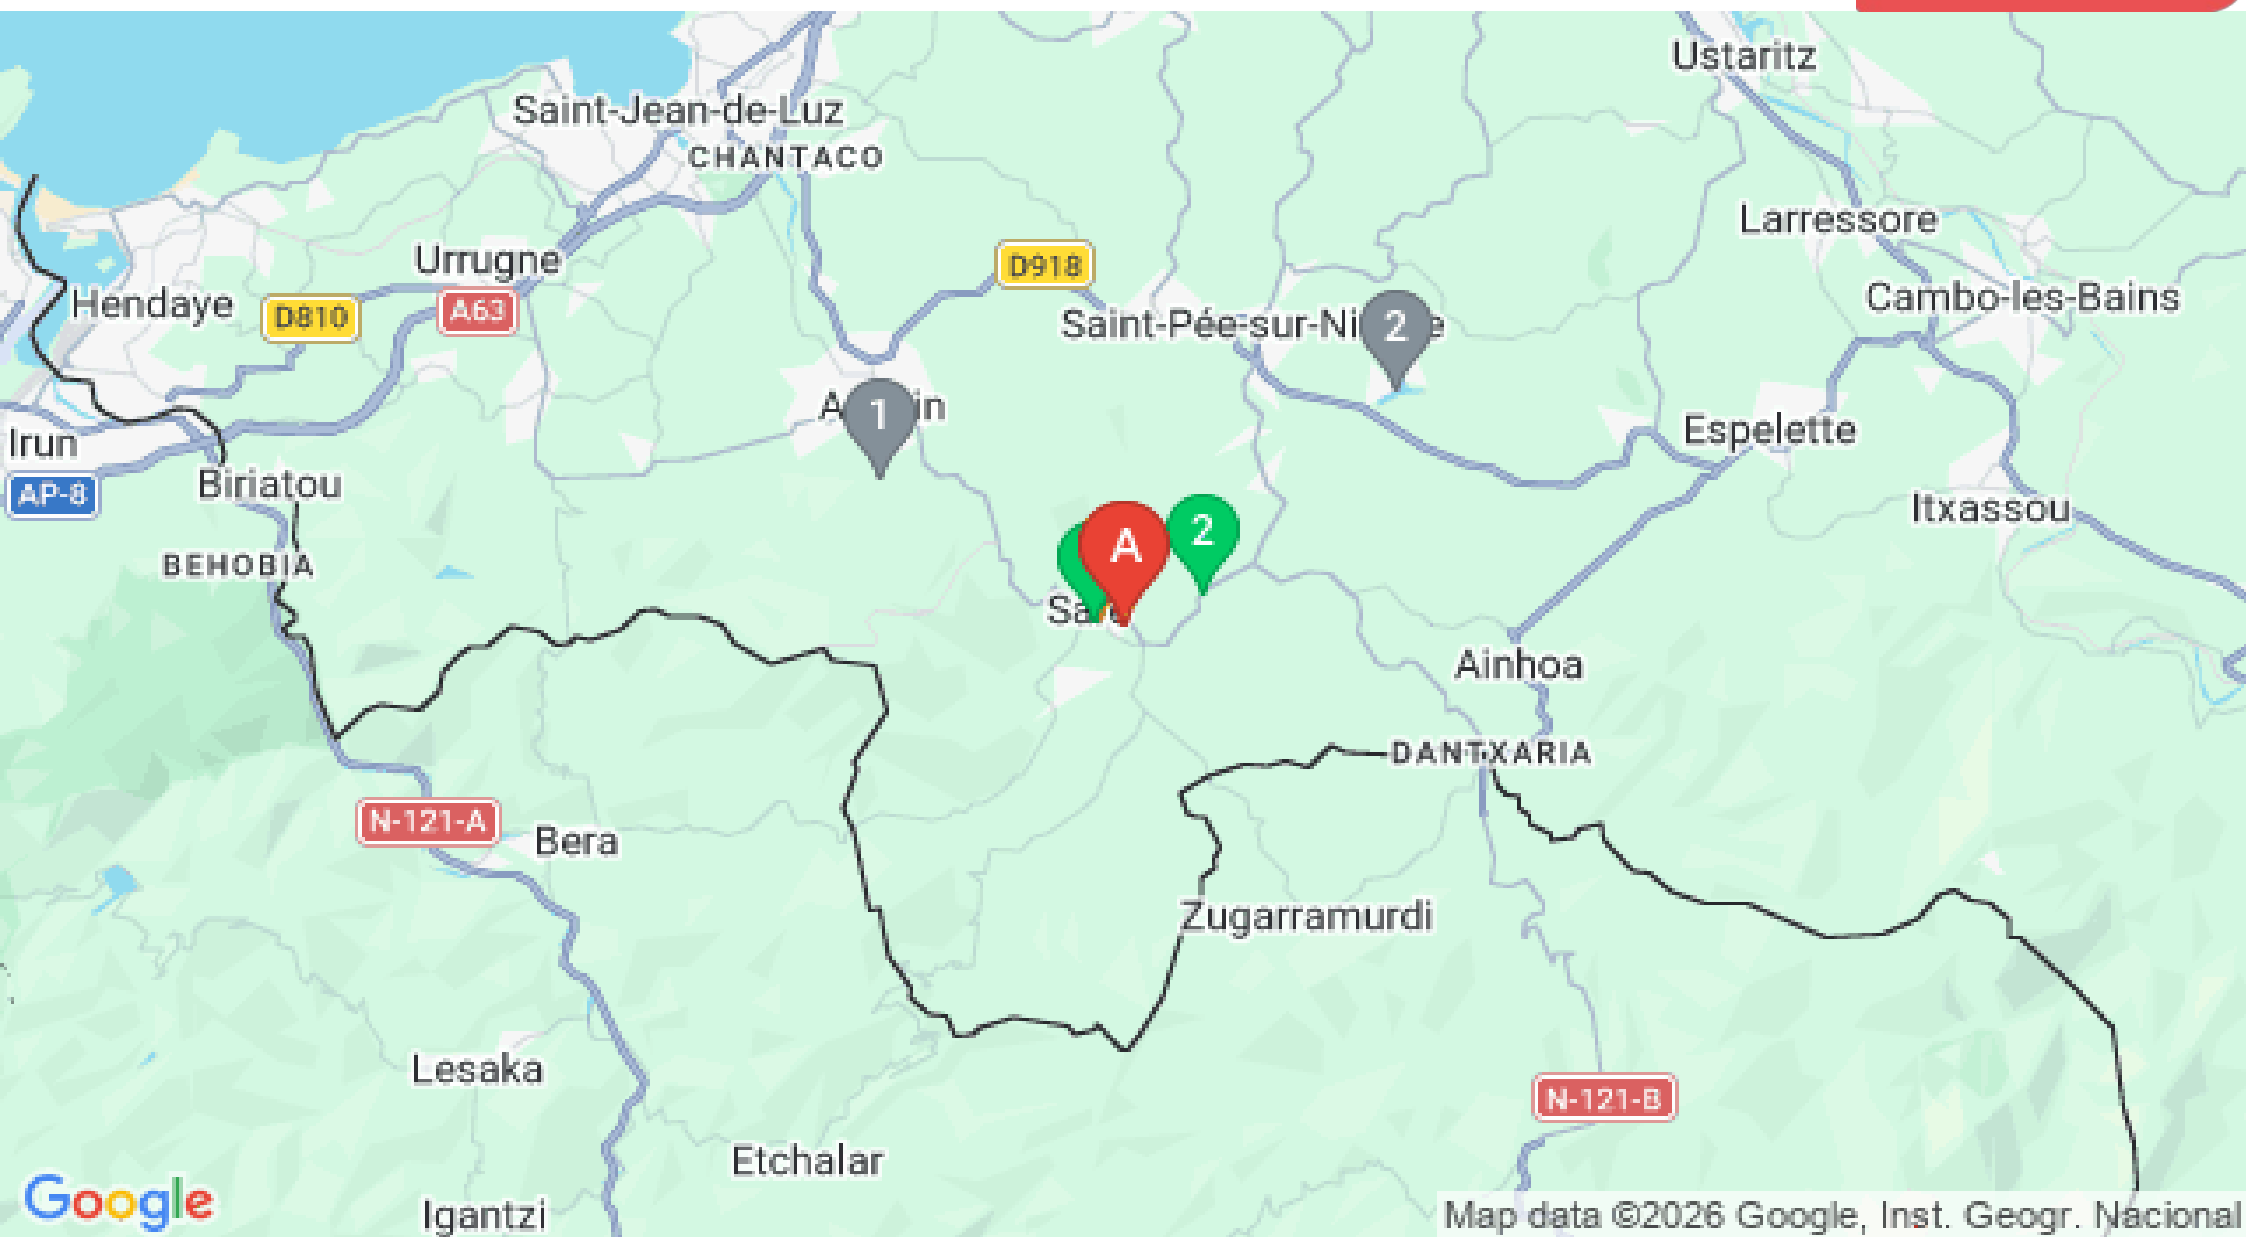 Ustaritz
Saint-Jean-de-Luz
CHANTACO
Larressore
Urrugne
D918
Hendaye
D810
A63
Cambo-les-Bains
2
1
Irun
Espelette
AP-8
Biriatou
Itxassou
2
A
BEHOBIA
Ainhoa
DANTXARIA
N-121-A
Bera
Zugarramurdi
Lesaka
N-121-B
Etchalar
Google
Igantzi
Map data ©2026 Google, Inst. Geogr. Nacional